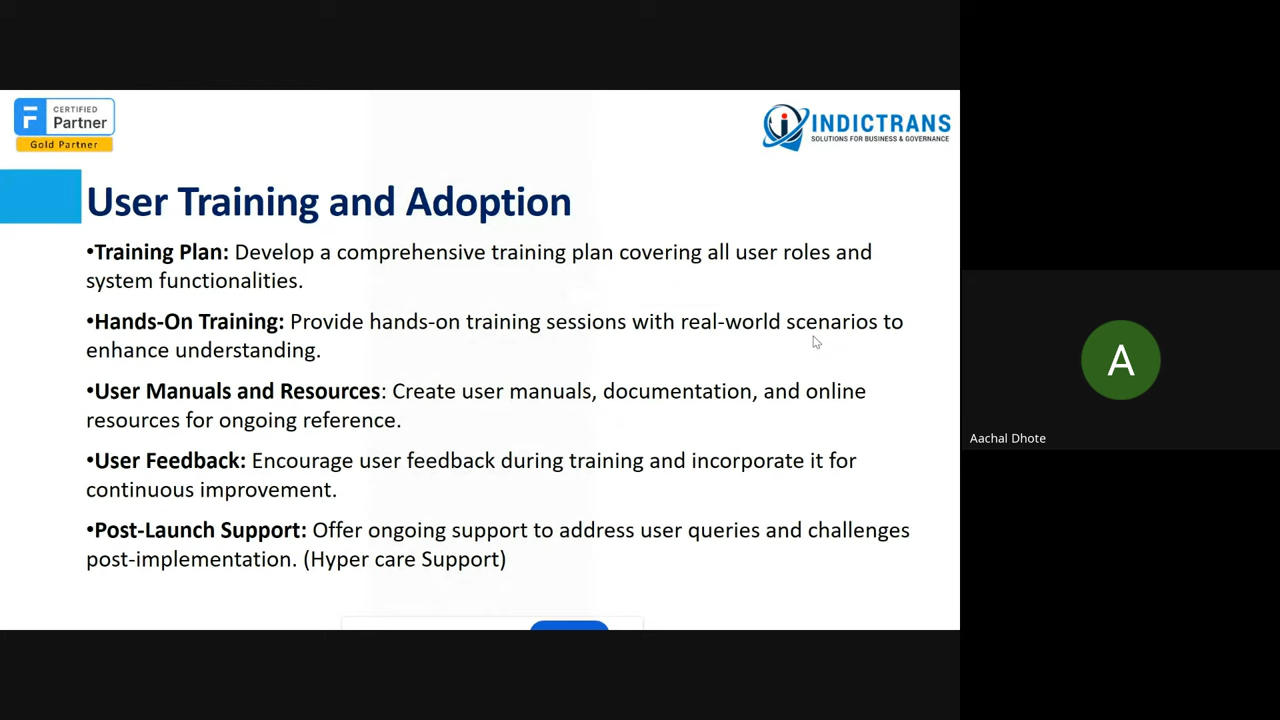 CERTIFIED
Partner
Gold Partner
INDICTRANS
SOLUTIONS FOR BUSINESS & GOVERNANCE
User Training and Adoption
•Training Plan: Develop a comprehensive training plan covering all user roles and
system functionalities.
•Hands-On Training: Provide hands-on training sessions with real-world scenarios to
enhance understanding.
•User Manuals and Resources: Create user manuals, documentation, and online
resources for ongoing reference.
•User Feedback: Encourage user feedback during training and incorporate it for
continuous improvement.
•Post-Launch Support: Offer ongoing support to address user queries and challenges
post-implementation. (Hyper care Support)
A
Aachal Dhote